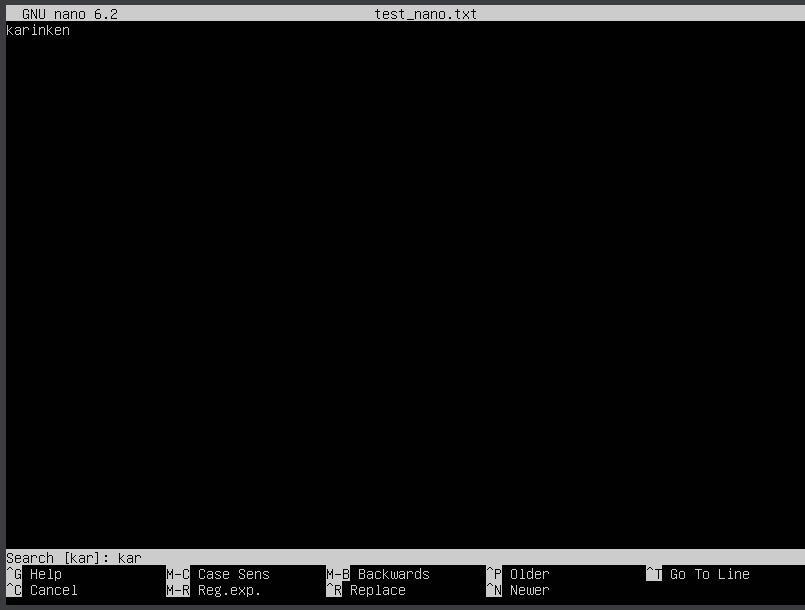 GNU nano 6.2 test_nano.txt
karinken
Search [kar]: kar
^G Help M-C Case Sens M-B Backwards ^P Older ^T Go To Line
^C Cancel M-R Reg.exp. ^R Replace ^N Newer